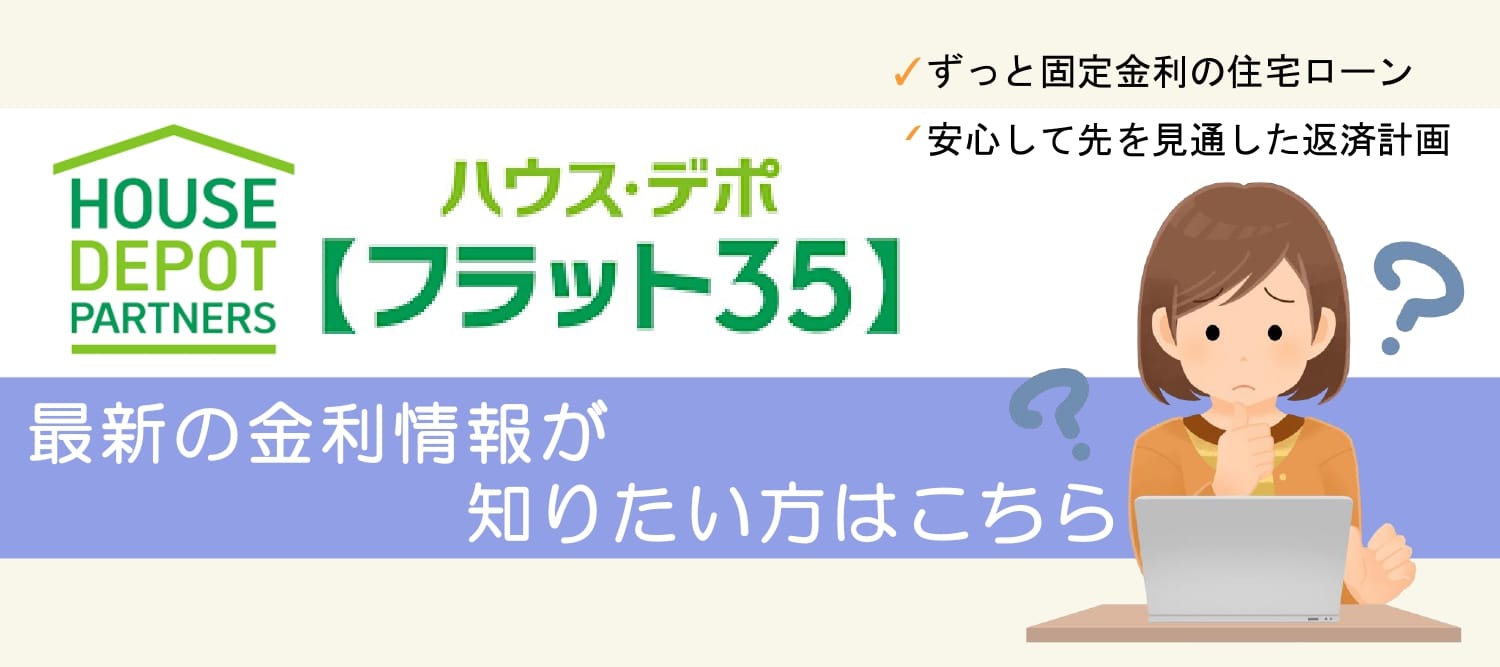 ✓ずっと固定金利の住宅ローン
✓安心して先を見通した返済計画
HOUSE
DEPOT
PARTNERS
ハウス・デポ
【フラット35】
最新の金利情報が
知りたい方はこちら
?
?